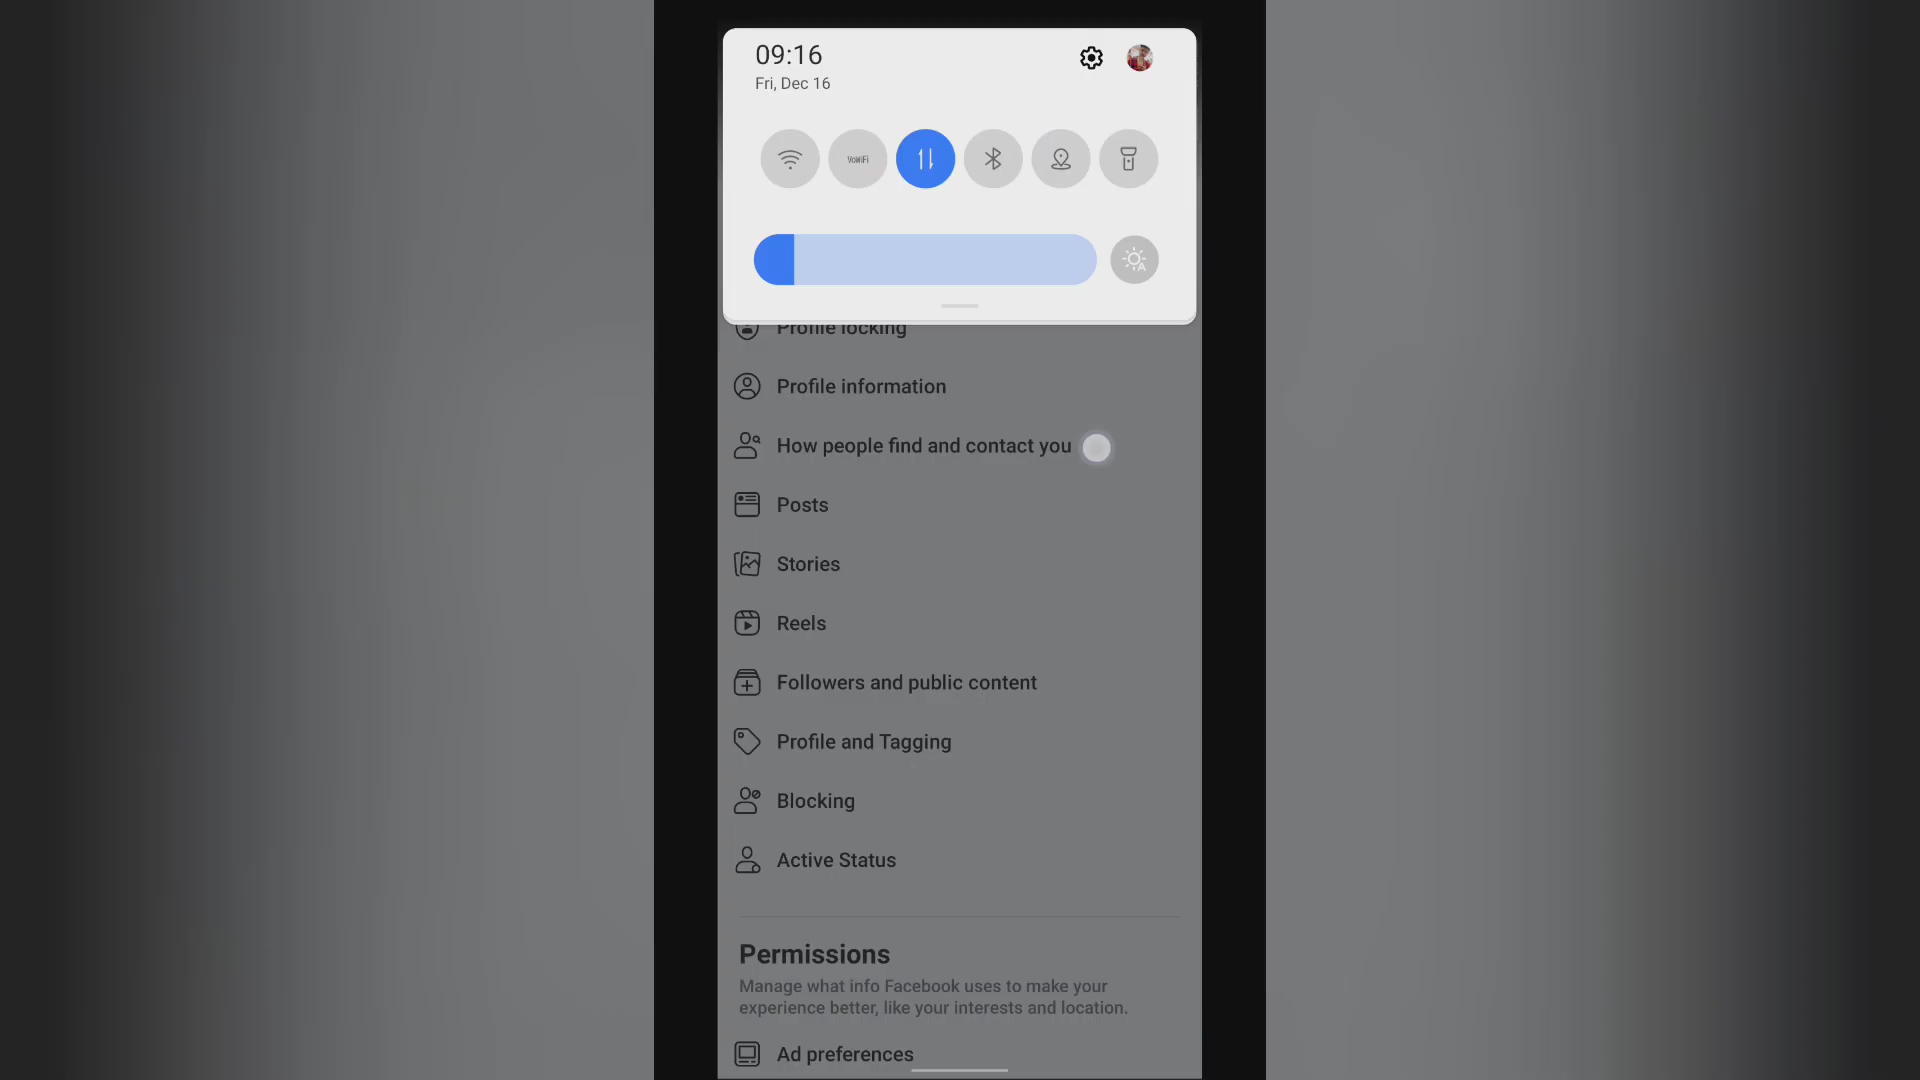 09:16
Fri, Dec 16
VoWiFi
Profile locking
Profile information
How people find and contact you
Posts
Stories
Reels
Followers and public content
Profile and Tagging
Blocking
Active Status
Permissions
Manage what info Facebook uses to make your
experience better, like your interests and location.
Ad preferences